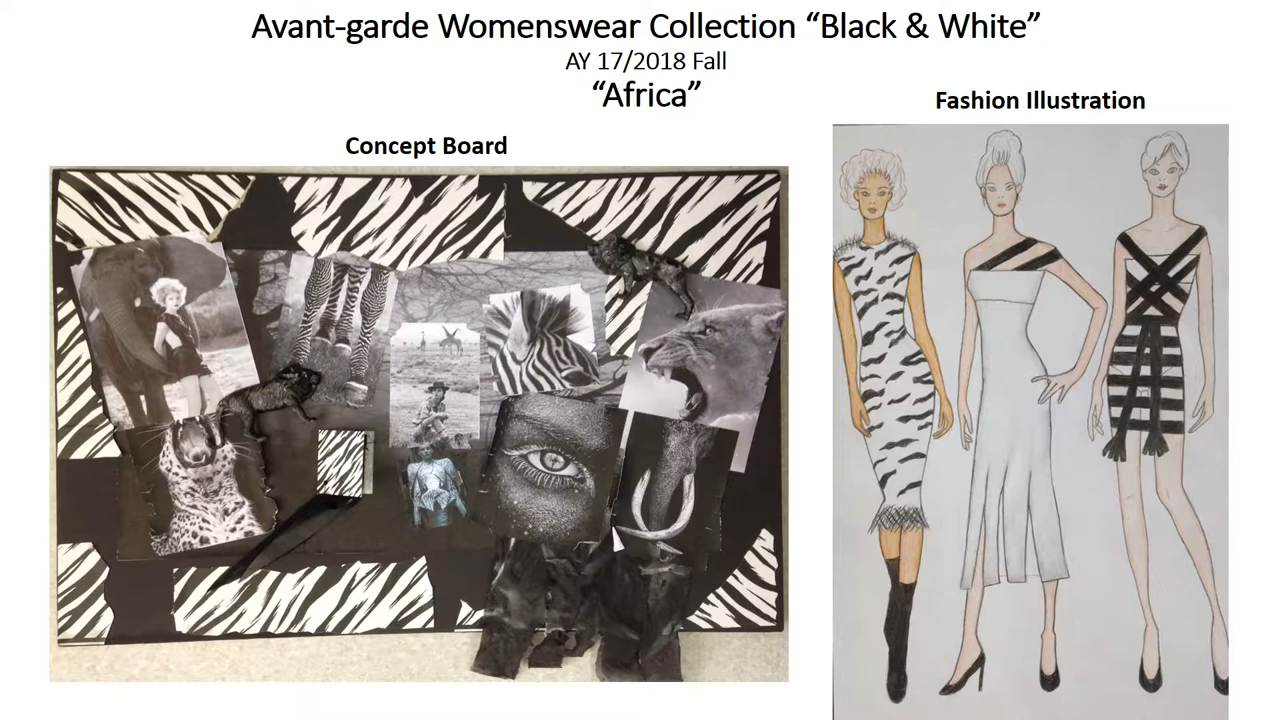 Avant-garde Womenswear Collection “Black & White”
AY 17/2018 Fall
“Africa”
Fashion Illustration
Concept Board